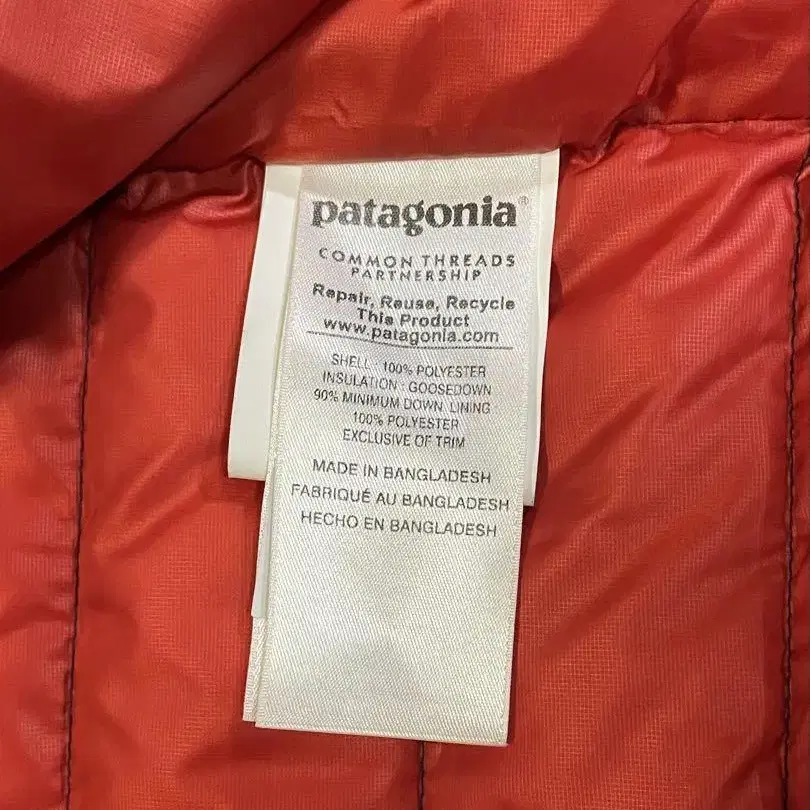 patagonia®
COMMON THREADS
PARTNERSHIP
Repair, Reuse, Recycle
This Product
www.patagonia.com
SHELL : 100% POLYESTER
INSULATION : GOOSEDOWN
90% MINIMUM DOWN LINING :
100% POLYESTER
EXCLUSIVE OF TRIM
MADE IN BANGLADESH
FABRIQUÉ AU BANGLADESH
HECHO EN BANGLADESH